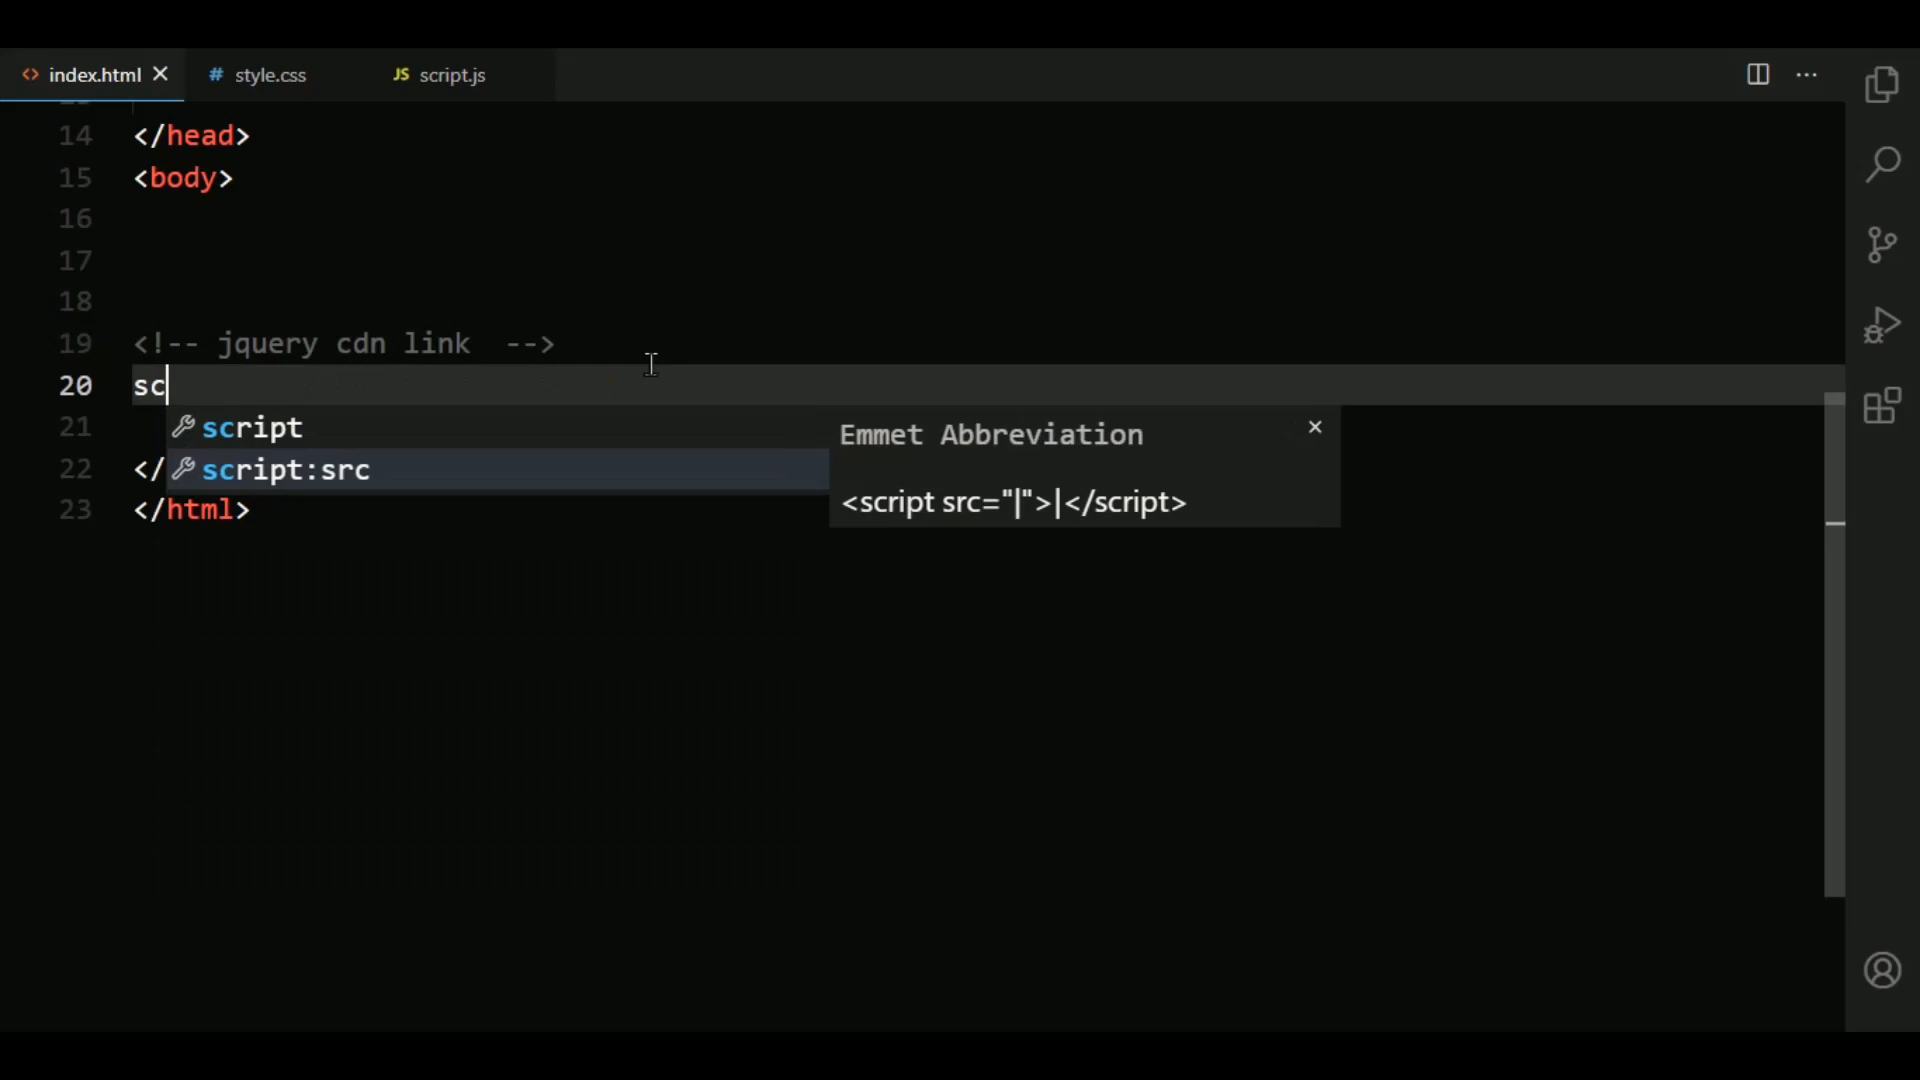 index.html
style.css
JS script.js
14 </head>
15 <body>
16
17
18
19 <!-- jquery cdn link -->
20 sc
script
Emmet Abbreviation
21
22 </
script:src
<script src="|">|</script>
23 </html>